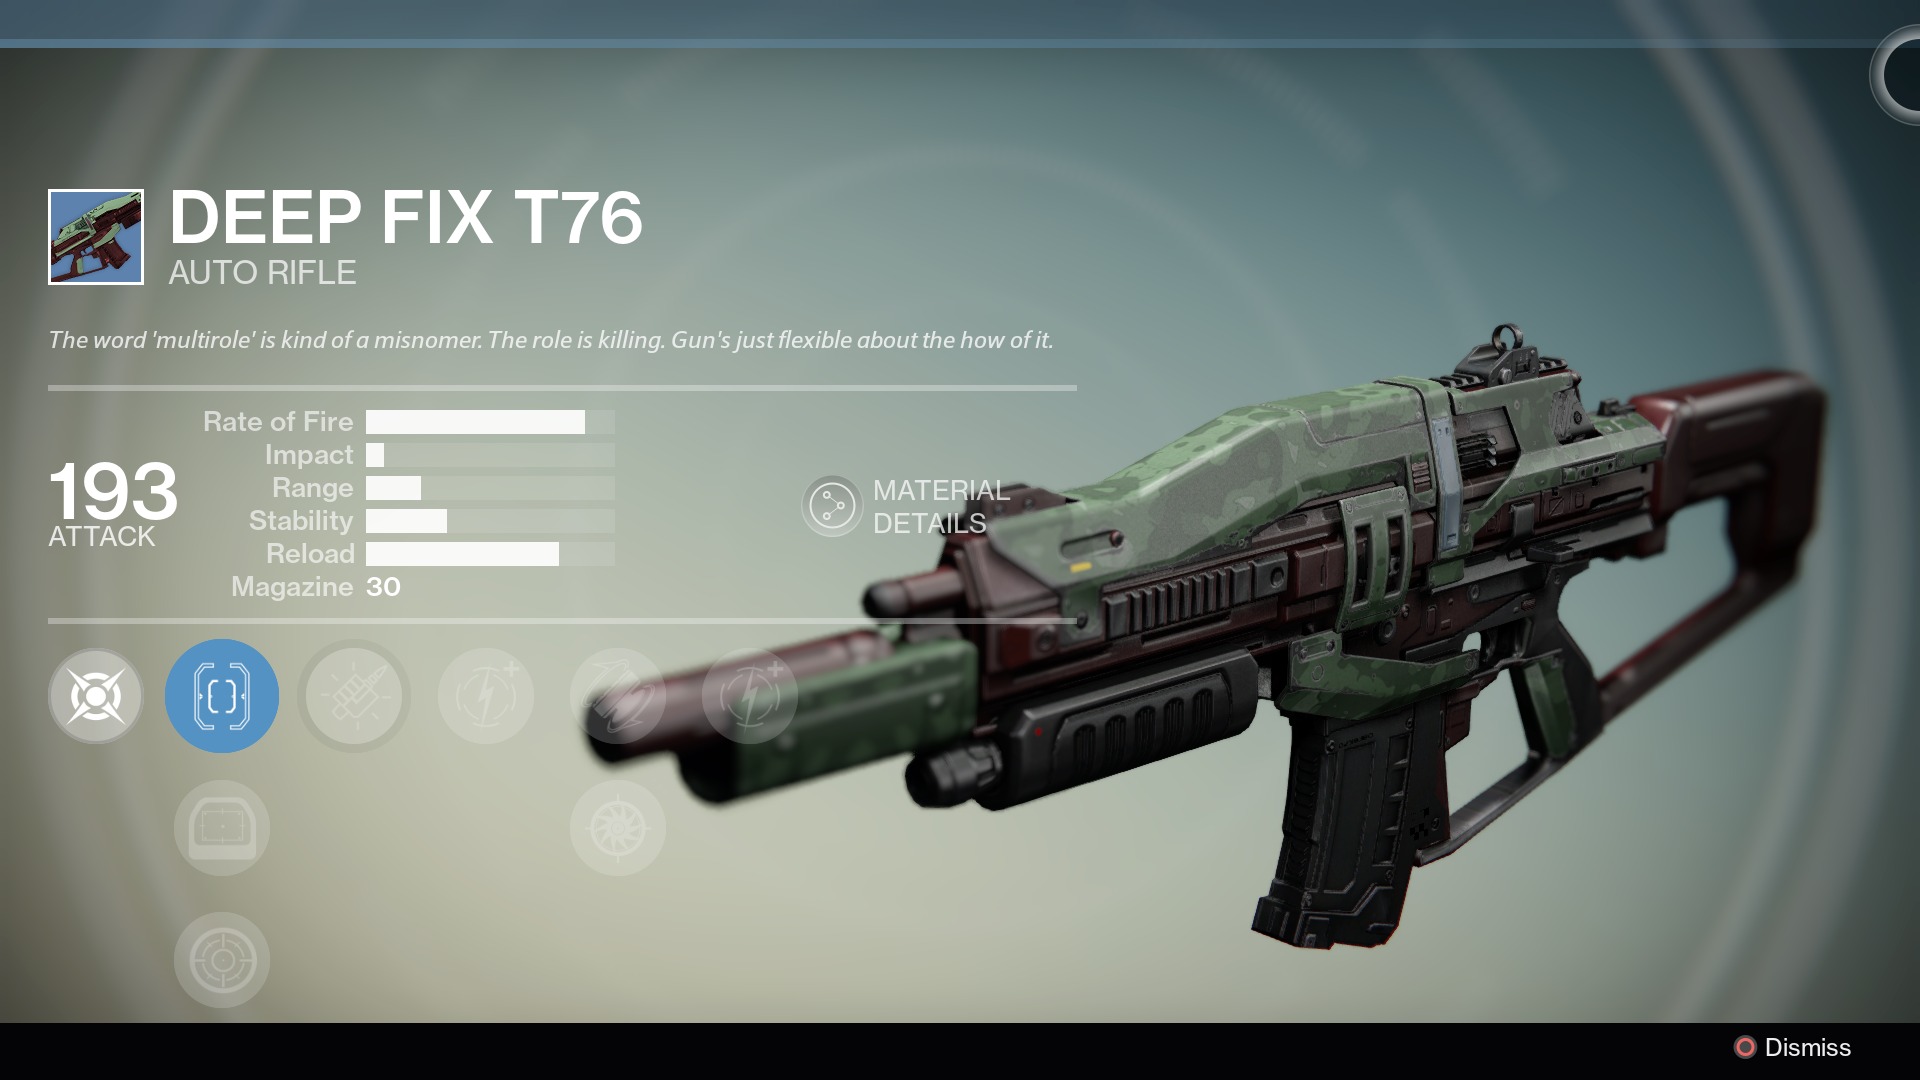 DEEP FIX T76
AUTO RIFLE
The word 'multirole' is kind of a misnomer. The role is killing. Gun's just flexible about the how of it.
193
ATTACK
Rate of Fire
Impact
Range
Stability
Reload
Magazine 30
MATERIAL
DETAILS
Dismiss